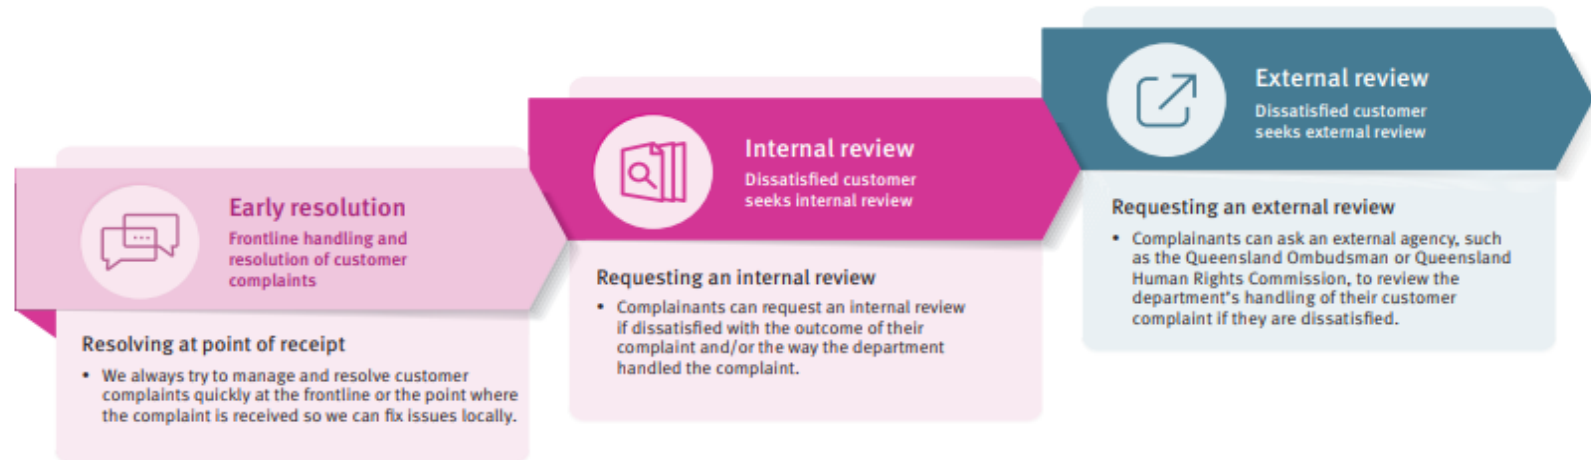 Early resolution
Frontline handling and
resolution of customer
complaints
Resolving at point of receipt
• We always try to manage and resolve customer
complaints quickly at the frontline or the point where
the complaint is received so we can fix issues locally.
Internal review
Dissatisfied customer
seeks internal review
Requesting an internal review
• Complainants can request an internal review
if dissatisfied with the outcome of their
complaint and/or the way the department
handled the complaint.
External review
Dissatisfied customer
seeks external review
Requesting an external review
• Complainants can ask an external agency, such
as the Queensland Ombudsman or Queensland
Human Rights Commission, to review the
department's handling of their customer
complaint if they are dissatisfied.